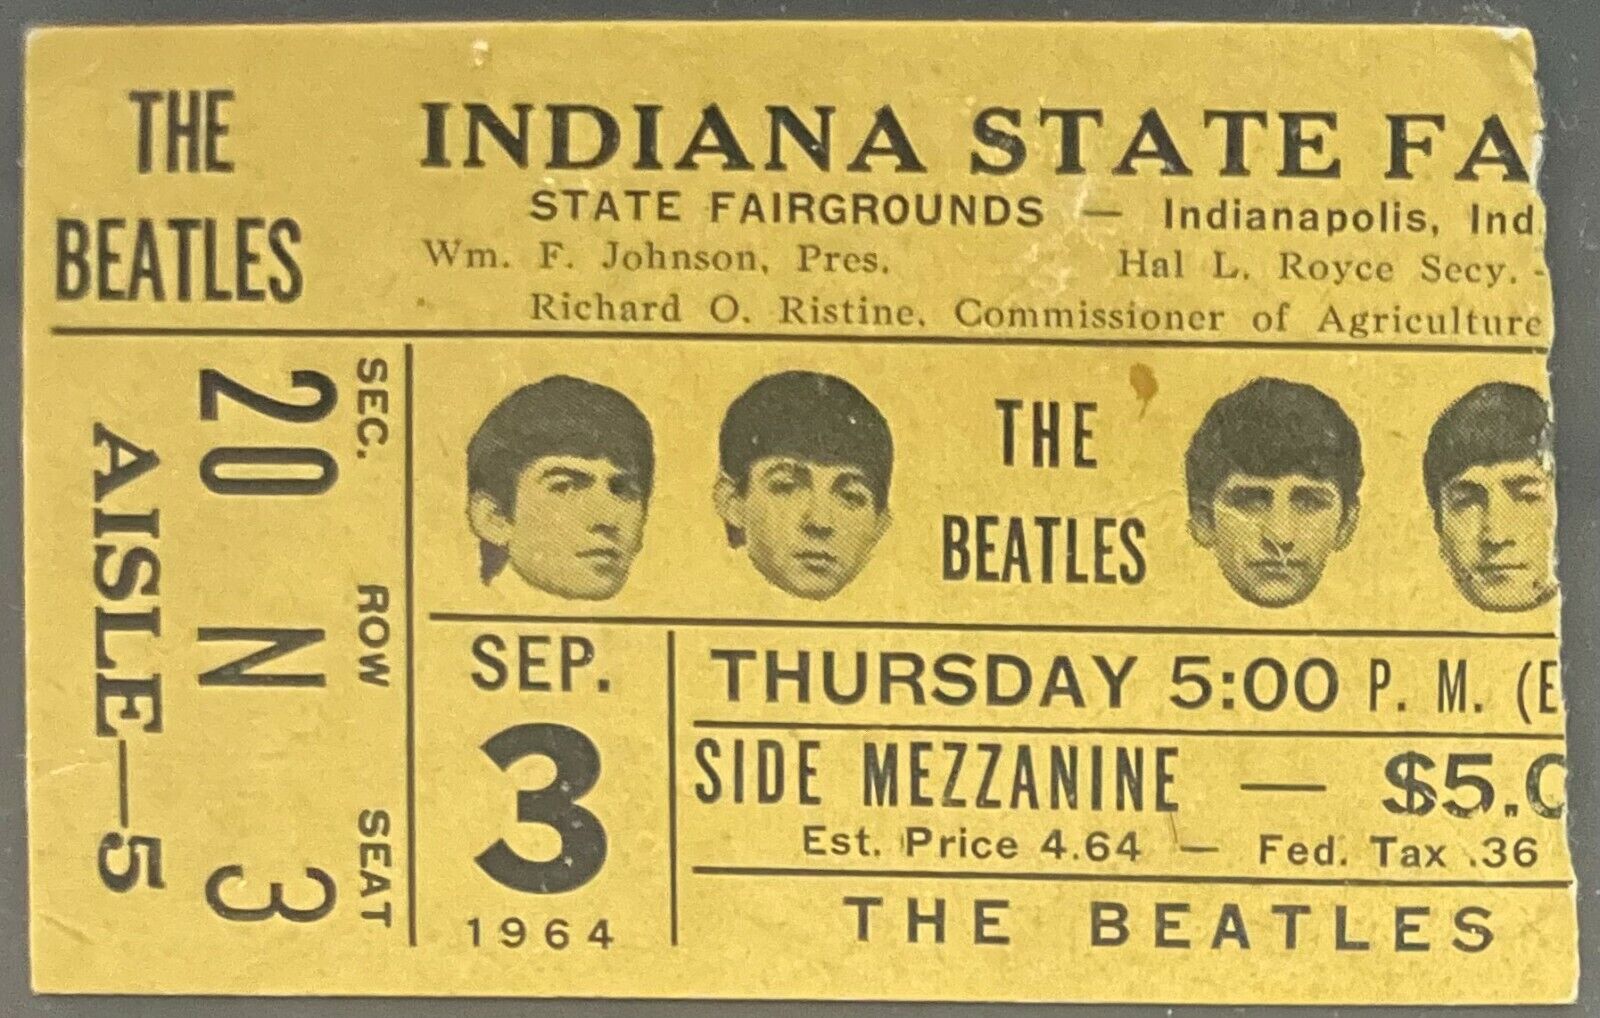 THE
BEATLES
INDIANA STATE FA
STATE FAIRGROUNDS — Indianapolis, Ind.
Wm. F. Johnson, Pres. Hal L. Royce Secy. -
Richard O. Ristine, Commissioner of Agriculture
SEC. ROW SEAT
20 N 3
AISLE—5
THE
BEATLES
SEP.
3
1964
THURSDAY 5:00 P. M. (E
SIDE MEZZANINE — $5.0
Est. Price 4.64 — Fed. Tax .36
THE BEATLES